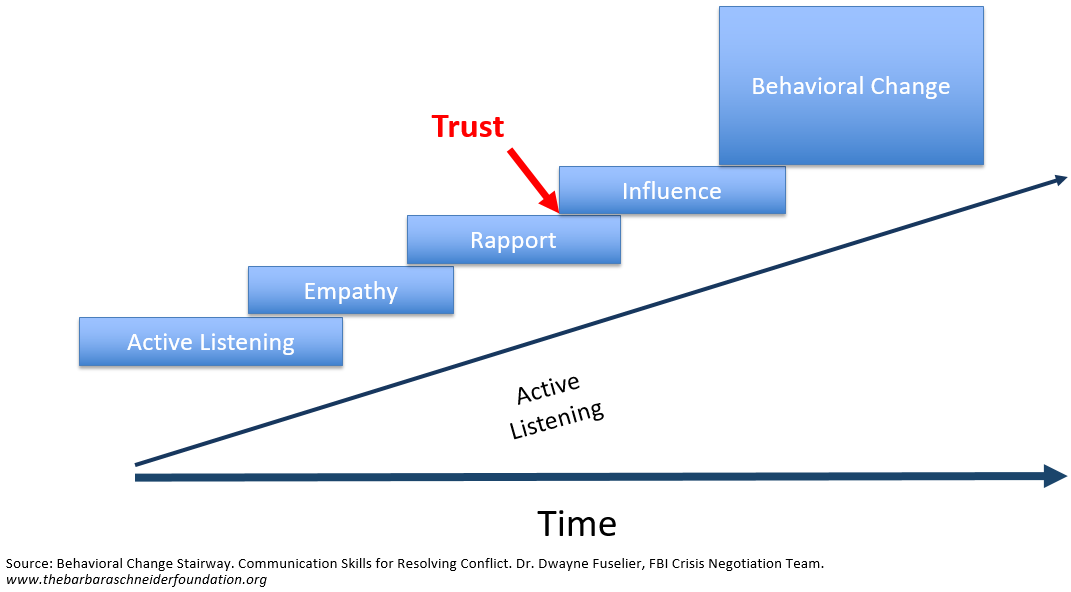 Behavioral Change
Trust
Influence
Rapport
Empathy
Active Listening
Active
Listening
Time
Source: Behavioral Change Stairway. Communication Skills for Resolving Conflict. Dr. Dwayne Fuselier, FBI Crisis Negotiation Team.
www.thebarbaraschneiderfoundation.org